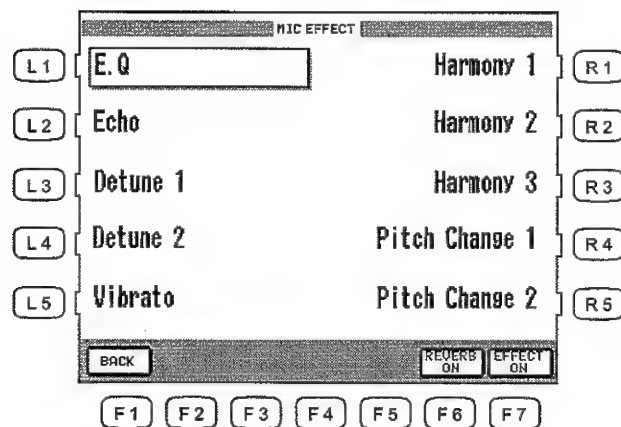 MIC EFFECT
L1 E.Q Harmony 1 R1
L2 Echo Harmony 2 R2
L3 Detune 1 Harmony 3 R3
L4 Detune 2 Pitch Change 1 R4
L5 Vibrato Pitch Change 2 R5
BACK REVERB ON EFFECT ON
F1 F2 F3 F4 F5 F6 F7